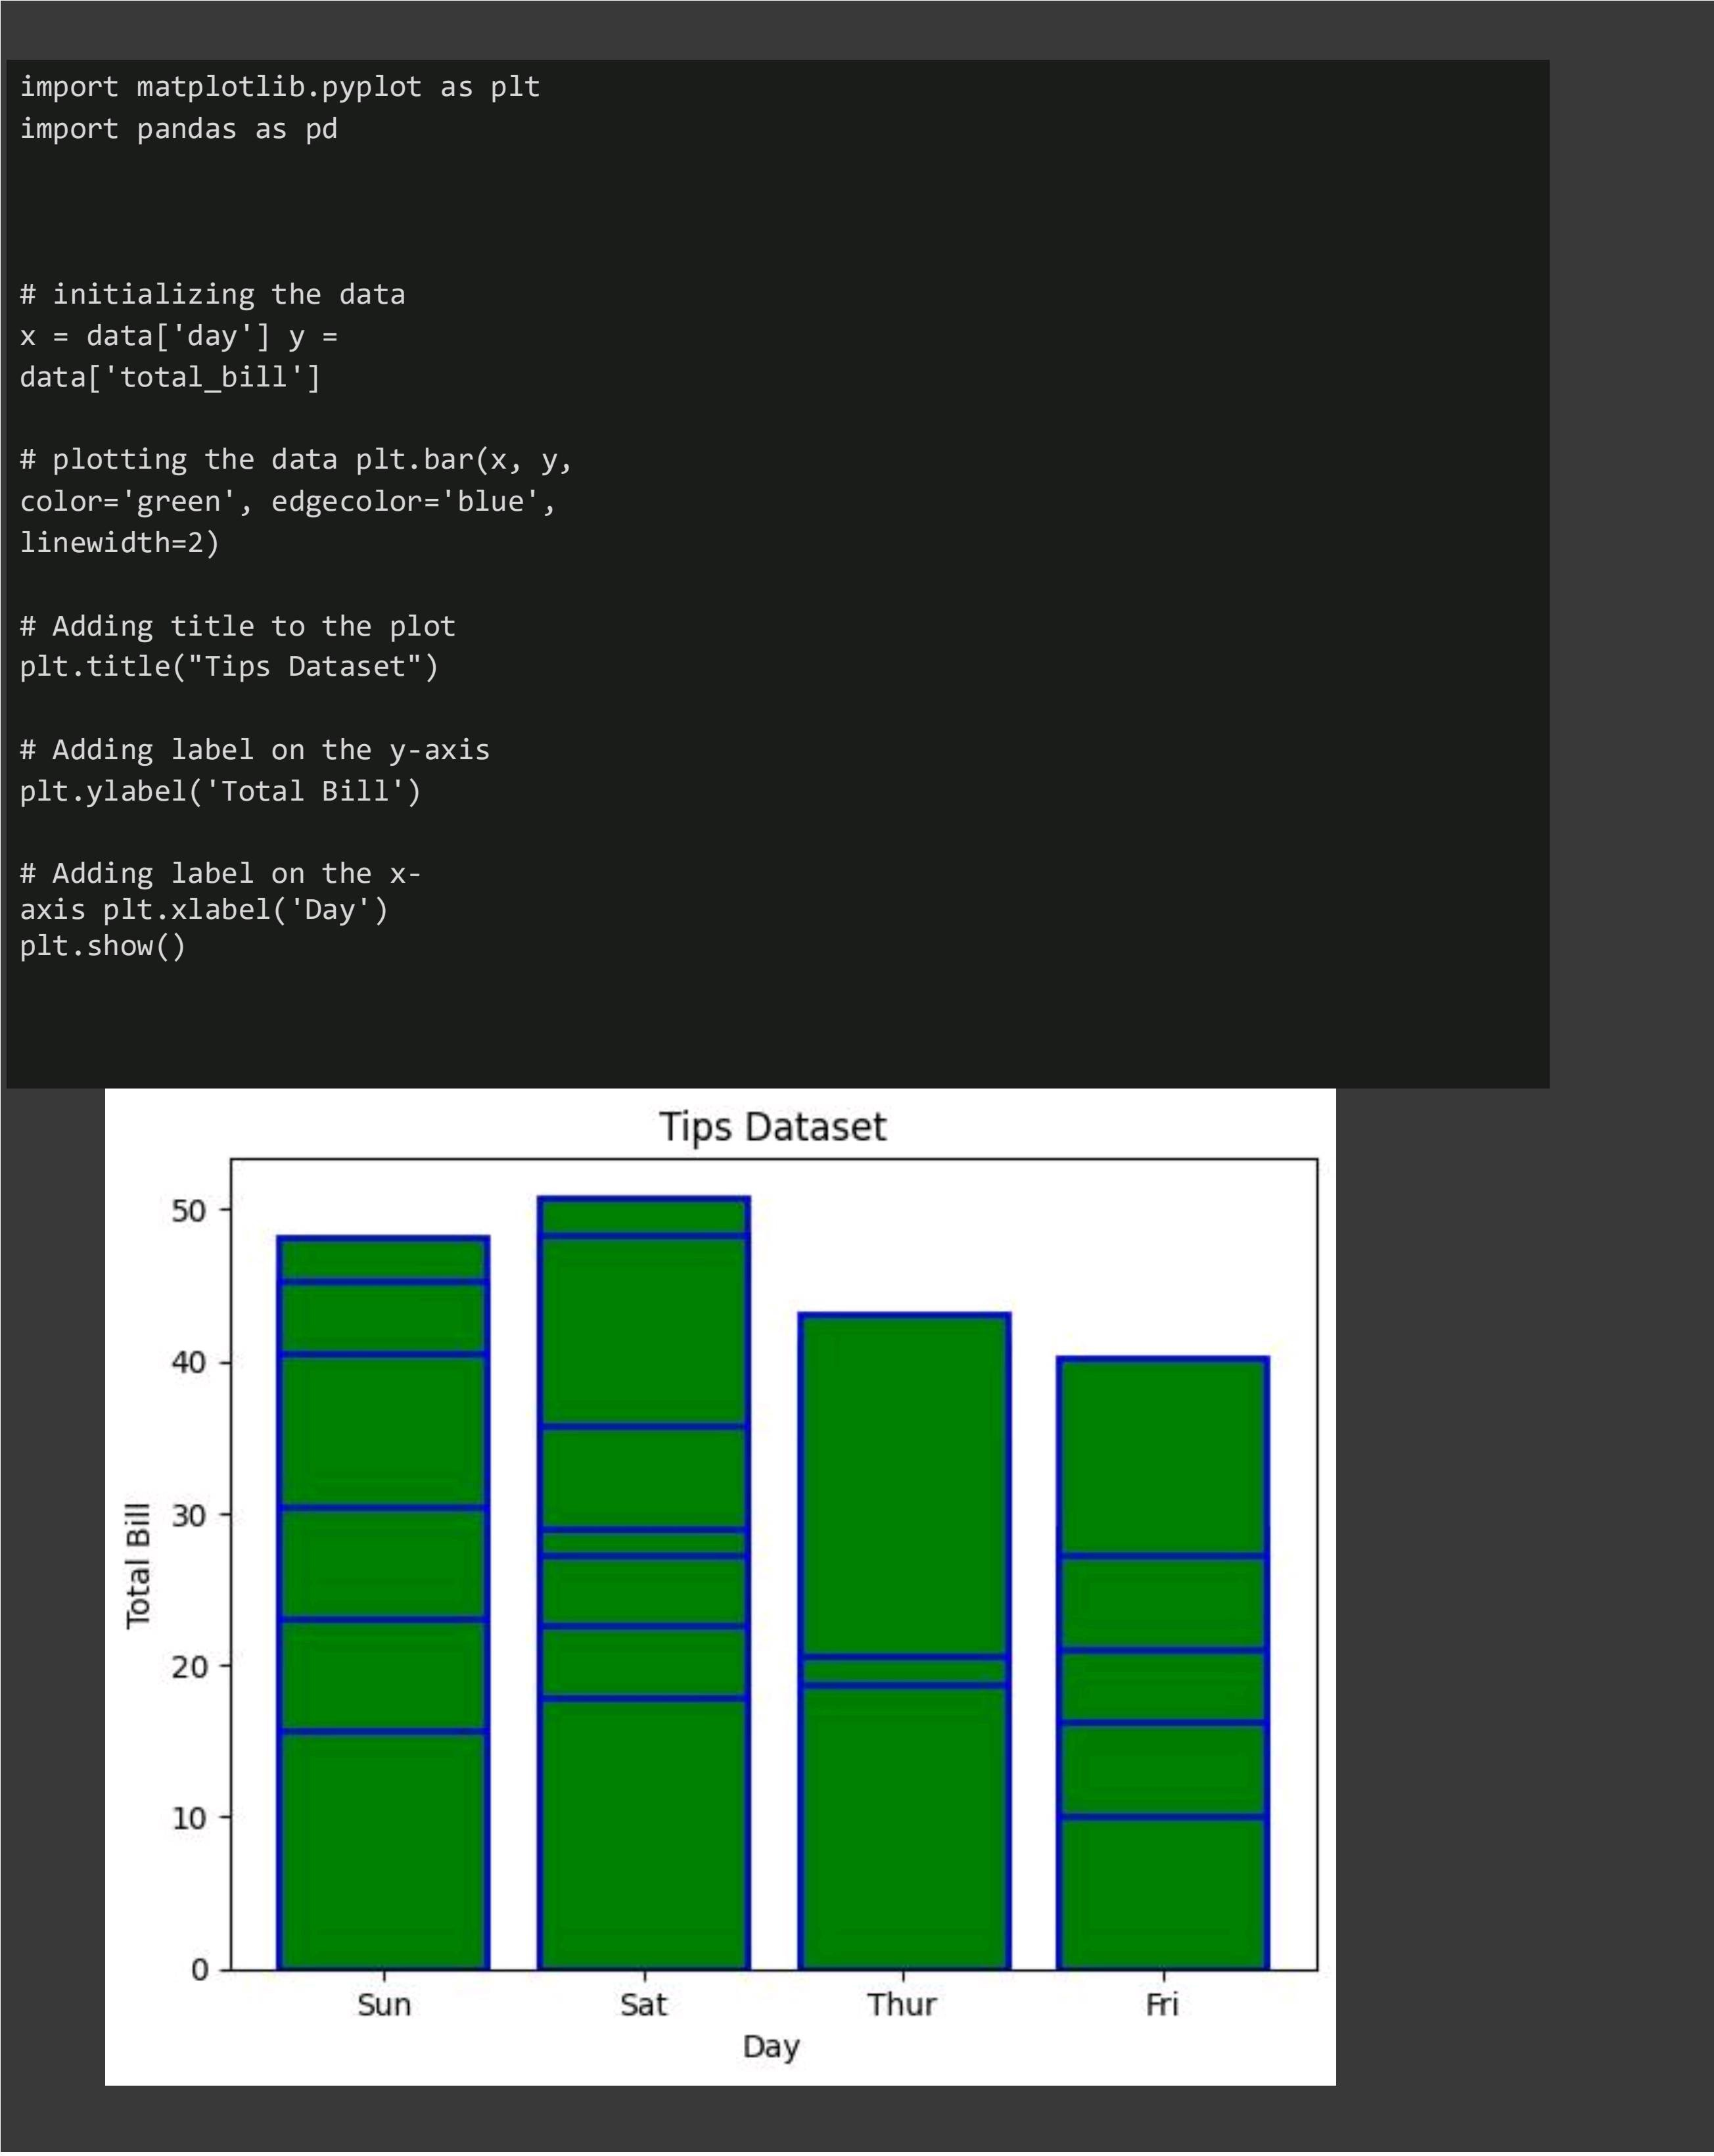 import matplotlib.pyplot as plt
import pandas as pd
# initializing the data
x = data['day'] y =
data['total_bill']
# plotting the data plt.bar(x, y,
color='green', edgecolor='blue',
linewidth=2)
# Adding title to the plot
plt.title("Tips Dataset")
# Adding label on the y-axis
plt.ylabel('Total Bill')
# Adding label on the x-
axis plt.xlabel('Day')
plt.show()
Tips Dataset
50
40
30
20
10
0
Total Bill
Sun Sat Thur Fri
Day